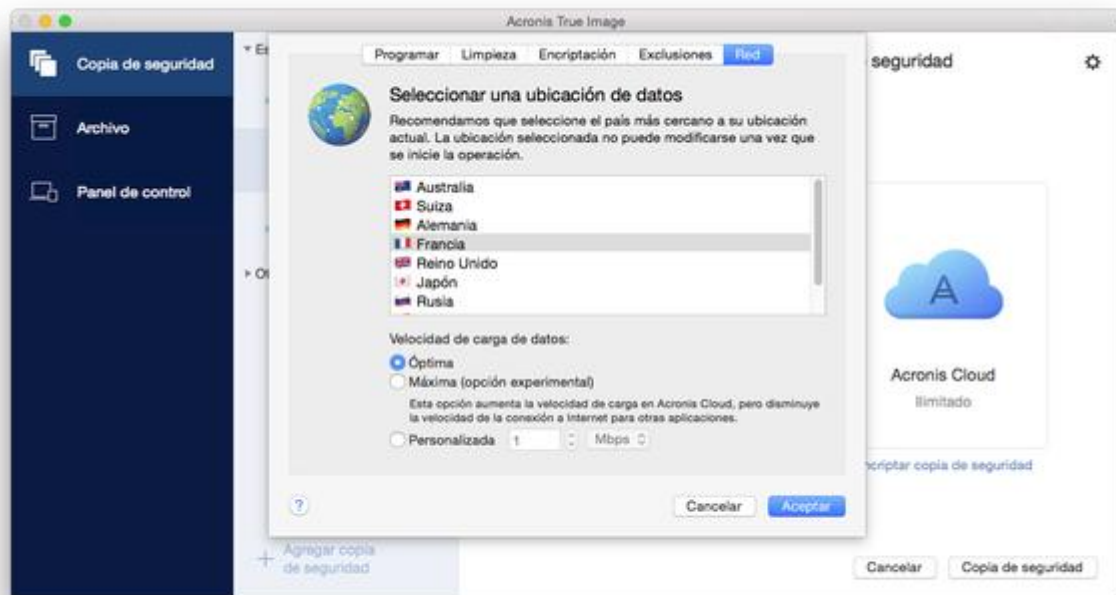 Acronis True Image
Copia de seguridad
Archivo
Panel de control
Agregar copia
de seguridad
Programar
Limpieza
Encriptación
Exclusiones
Red
Seleccionar una ubicación de datos
Recomendamos que seleccione el país más cercano a su ubicación
actual. La ubicación seleccionada no puede modificarse una vez que
se inicie la operación.
Australia
Suiza
Alemania
Francia
Reino Unido
Japón
Rusia
Velocidad de carga de datos:
Óptima
Máxima (opción experimental)
Esta opción aumenta la velocidad de carga en Acronis Cloud, pero disminuye
la velocidad de la conexión a Internet para otras aplicaciones.
Personalizada 1 Mbps
?
Cancelar
Aceptar
seguridad
Acronis Cloud
Ilimitado
copia de seguridad
Cancelar
Copia de seguridad